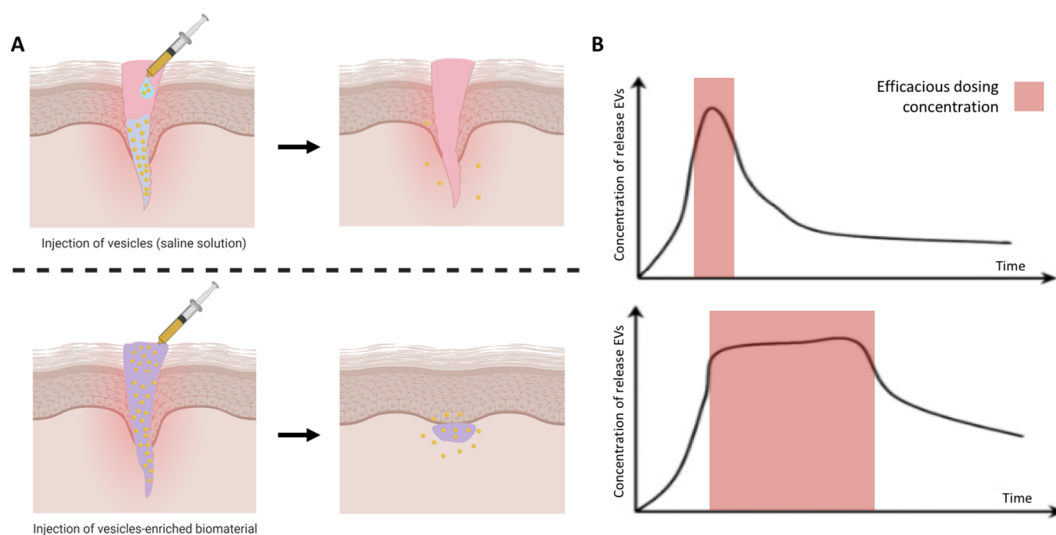 A
Injection of vesicles (saline solution)
Injection of vesicles-enriched biomaterial
B
Efficacious dosing
concentration
Concentration of release EVs
Time
Concentration of release EVs
Time